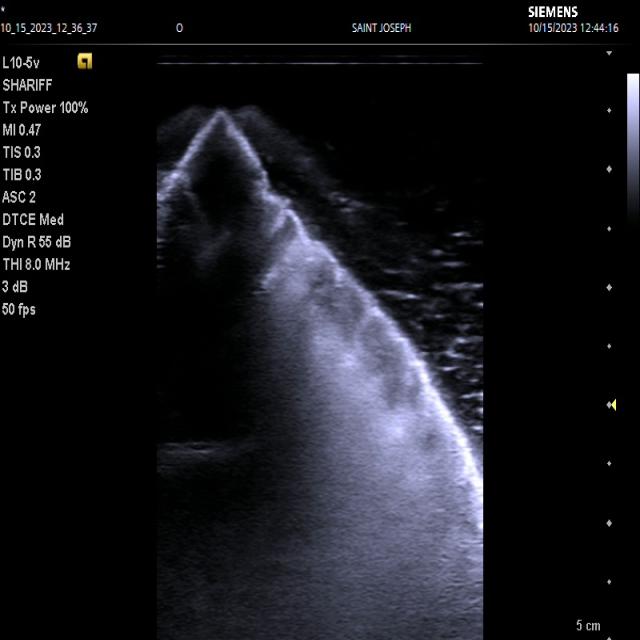 *
SIEMENS
10_15_2023_12_36_37 O SAINT JOSEPH 10/15/2023 12:44:16
L10-5v
SHARIFF
Tx Power 100%
MI 0.47
TIS 0.3
TIB 0.3
ASC 2
DTCE Med
Dyn R 55 dB
THI 8.0 MHz
3 dB
50 fps
5 cm